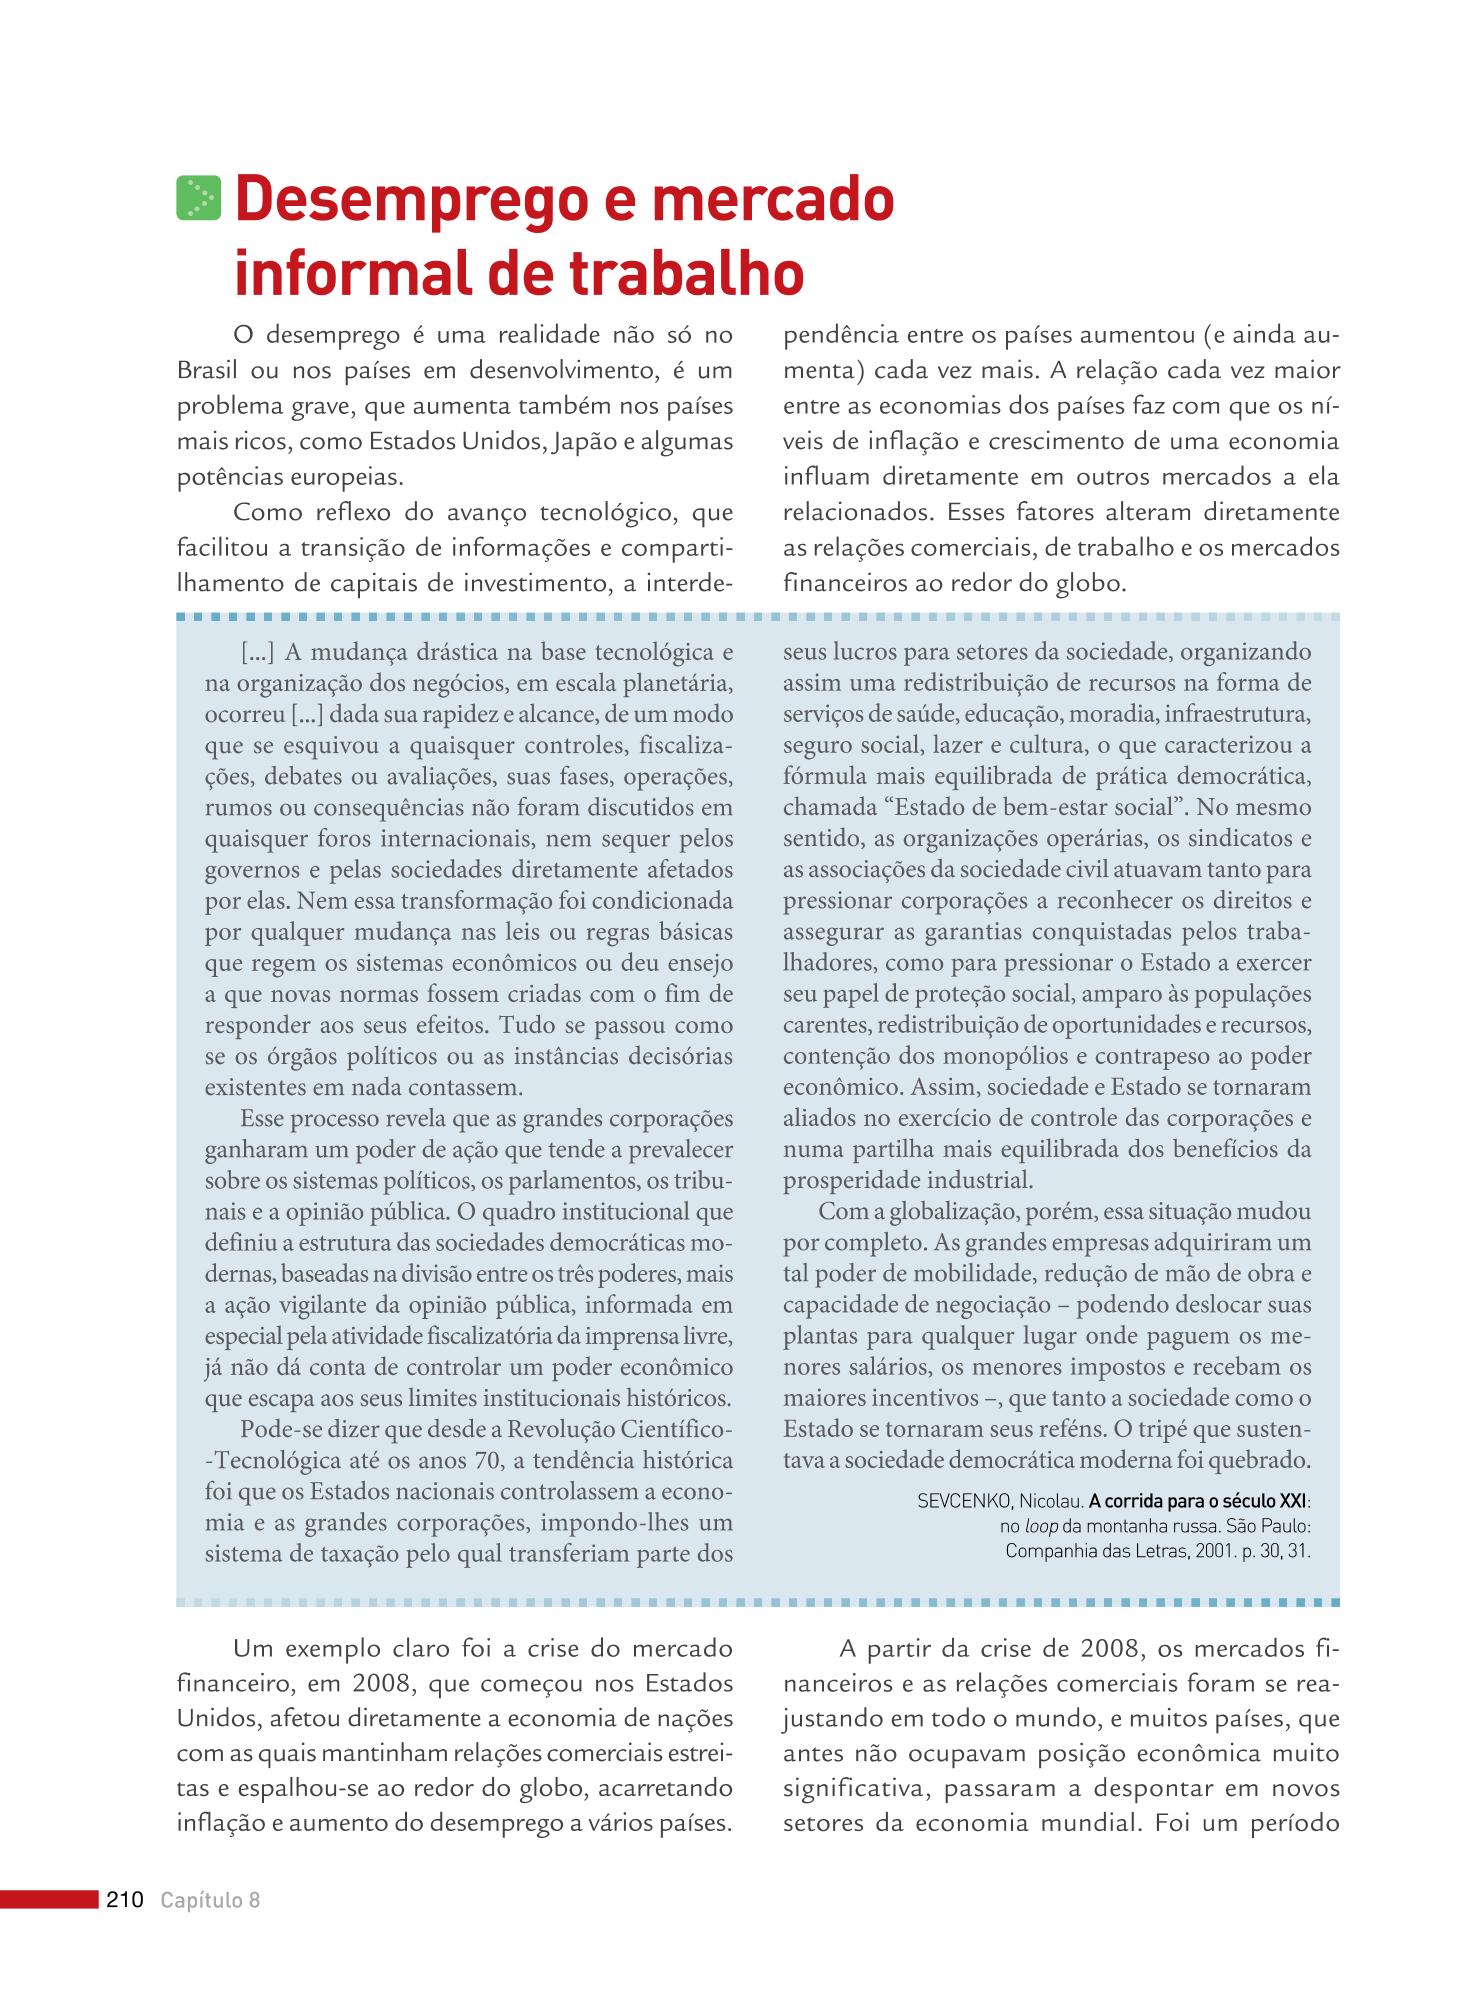 Desemprego e mercado
informal de trabalho
O desemprego é uma realidade não só no
Brasil ou nos países em desenvolvimento, é um
problema grave, que aumenta também nos países
mais ricos, como Estados Unidos, Japão e algumas
potências europeias.
Como reflexo do avanço tecnológico, que
facilitou a transição de informações e comparti-
lhamento de capitais de investimento, a interde-
pendência entre os países aumentou (e ainda au-
menta) cada vez mais. A relação cada vez maior
entre as economias dos países faz com que os ní-
veis de inflação e crescimento de uma economia
influam diretamente em outros mercados a ela
relacionados. Esses fatores alteram diretamente
as relações comerciais, de trabalho e os mercados
financeiros ao redor do globo.
[...] A mudança drástica na base tecnológica e
na organização dos negócios, em escala planetária,
ocorreu [...] dada sua rapidez e alcance, de um modo
que se esquivou a quaisquer controles, fiscaliza-
ções, debates ou avaliações, suas fases, operações,
rumos ou consequências não foram discutidos em
quaisquer foros internacionais, nem sequer pelos
governos e pelas sociedades diretamente afetados
por elas. Nem essa transformação foi condicionada
por qualquer mudança nas leis ou regras básicas
que regem os sistemas econômicos ou deu ensejo
a que novas normas fossem criadas com o fim de
responder aos seus efeitos. Tudo se passou como
se os órgãos políticos ou as instâncias decisórias
existentes em nada contassem.
Esse processo revela que as grandes corporações
ganharam um poder de ação que tende a prevalecer
sobre os sistemas políticos, os parlamentos, os tribu-
nais e a opinião pública. O quadro institucional que
definiu a estrutura das sociedades democráticas mo-
dernas, baseadas na divisão entre os três poderes, mais
a ação vigilante da opinião pública, informada em
especial pela atividade fiscalizatória da imprensa livre,
já não dá conta de controlar um poder econômico
que escapa aos seus limites institucionais históricos.
Pode-se dizer que desde a Revolução Científico-
-Tecnológica até os anos 70, a tendência histórica
foi que os Estados nacionais controlassem a econo-
mia e as grandes corporações, impondo-lhes um
sistema de taxação pelo qual transferiam parte dos
seus lucros para setores da sociedade, organizando
assim uma redistribuição de recursos na forma de
serviços de saúde, educação, moradia, infraestrutura,
seguro social, lazer e cultura, o que caracterizou a
fórmula mais equilibrada de prática democrática,
chamada “Estado de bem-estar social”. No mesmo
sentido, as organizações operárias, os sindicatos e
as associações da sociedade civil atuavam tanto para
pressionar corporações a reconhecer os direitos e
assegurar as garantias conquistadas pelos traba-
lhadores, como para pressionar o Estado a exercer
seu papel de proteção social, amparo às populações
carentes, redistribuição de oportunidades e recursos,
contenção dos monopólios e contrapeso ao poder
econômico. Assim, sociedade e Estado se tornaram
aliados no exercício de controle das corporações e
numa partilha mais equilibrada dos benefícios da
prosperidade industrial.
Com a globalização, porém, essa situação mudou
por completo. As grandes empresas adquiriram um
tal poder de mobilidade, redução de mão de obra e
capacidade de negociação – podendo deslocar suas
plantas para qualquer lugar onde paguem os me-
nores salários, os menores impostos e recebam os
maiores incentivos –, que tanto a sociedade como o
Estado se tornaram seus reféns. O tripé que susten-
tava a sociedade democrática moderna foi quebrado.
SEVCENKO, Nicolau. A corrida para o século XXI:
no loop da montanha russa. São Paulo:
Companhia das Letras, 2001. p. 30, 31.
Um exemplo claro foi a crise do mercado
financeiro, em 2008, que começou nos Estados
Unidos, afetou diretamente a economia de nações
com as quais mantinham relações comerciais estrei-
tas e espalhou-se ao redor do globo, acarretando
inflação e aumento do desemprego a vários países.
A partir da crise de 2008, os mercados fi-
nanceiros e as relações comerciais foram se rea-
justando em todo o mundo, e muitos países, que
antes não ocupavam posição econômica muito
significativa, passaram a despontar em novos
setores da economia mundial. Foi um período
210 Capítulo 8